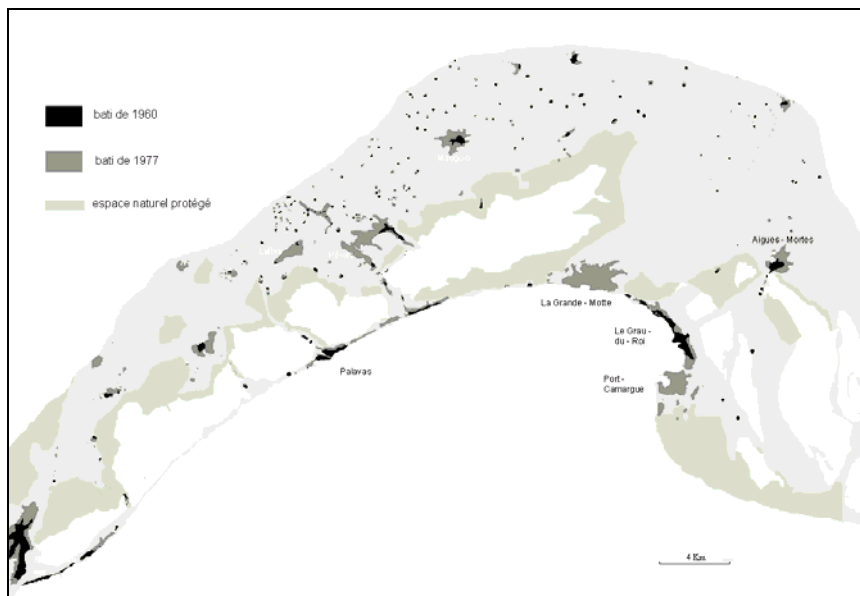 bati de 1960
bati de 1977
espace naturel protégé
Aigues - Mortes
La Grande - Motte
Le Grau -
du - Roi
Port -
Camargue
Palavas
4 Km